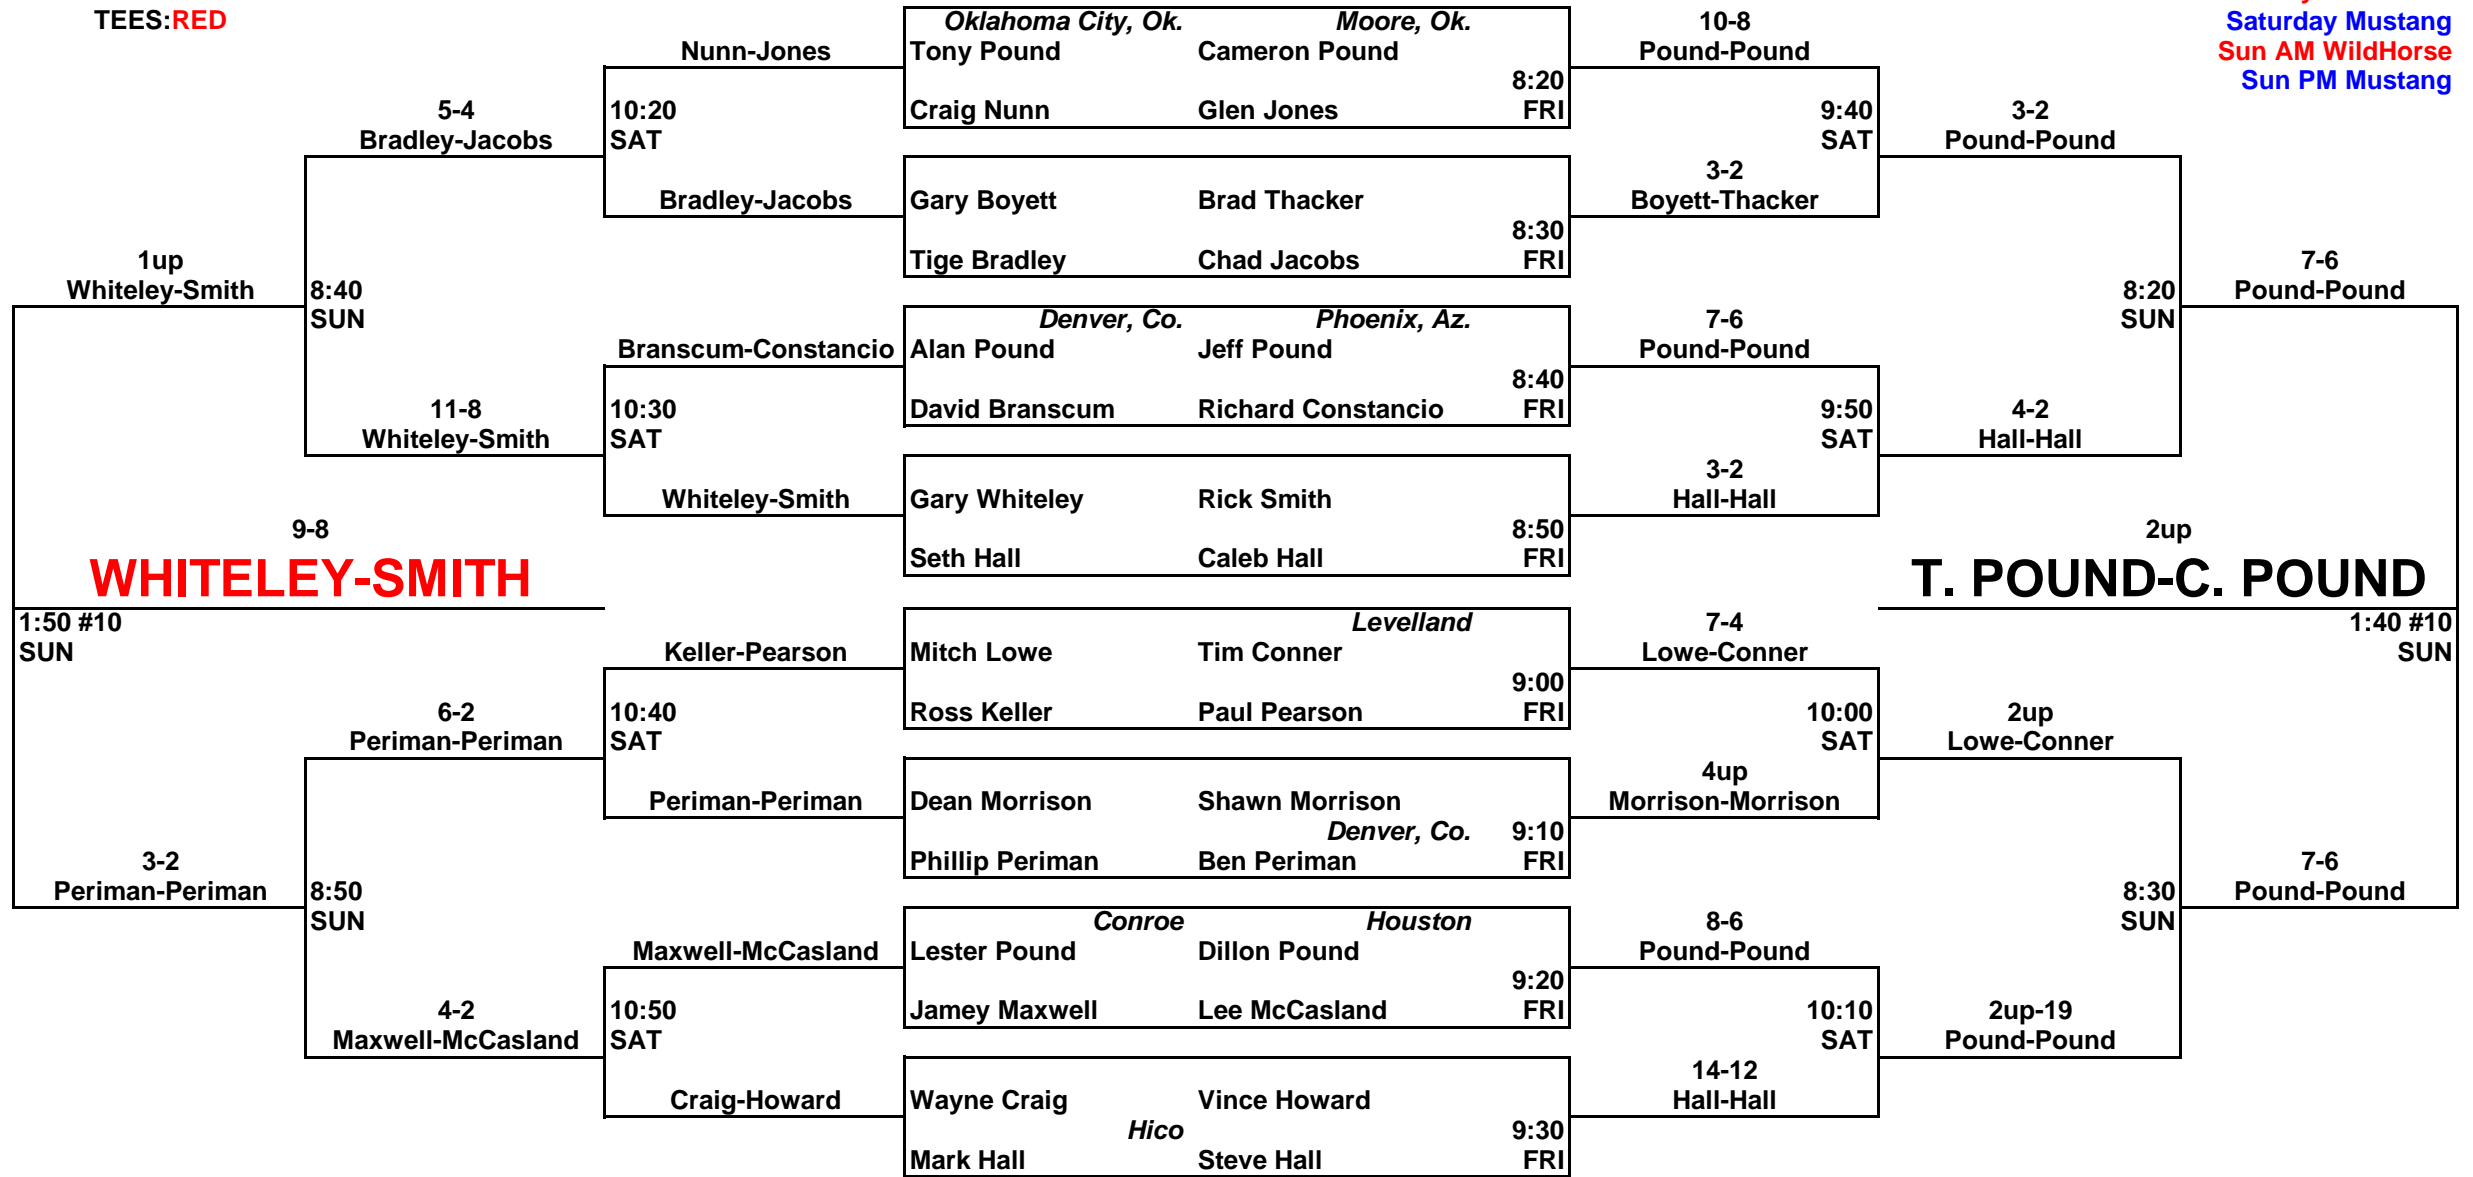 TEES:RED
Saturday Mustang
Sun AM WildHorse
Sun PM Mustang
Oklahoma City, Ok. Moore, Ok. 10-8
Nunn-Jones Tony Pound Cameron Pound Pound-Pound
8:20
5-4 10:20 Craig Nunn Glen Jones FRI 9:40 3-2
Bradley-Jacobs SAT SAT Pound-Pound
3-2
Bradley-Jacobs Gary Boyett Brad Thacker Boyett-Thacker
8:30
1up Tige Bradley Chad Jacobs FRI 7-6
Whiteley-Smith 8:40 8:20 Pound-Pound
SUN Denver, Co. Phoenix, Az. 7-6 SUN
Branscum-Constancio Alan Pound Jeff Pound Pound-Pound
8:40
11-8 10:30 David Branscum Richard Constancio FRI 9:50 4-2
Whiteley-Smith SAT SAT Hall-Hall
3-2
Whiteley-Smith Gary Whiteley Rick Smith Hall-Hall
9-8 8:50 2up
WHITELEY-SMITH Seth Hall Caleb Hall FRI T. POUND-C. POUND
1:50 #10 Levelland 7-4 1:40 #10
SUN Keller-Pearson Mitch Lowe Tim Conner Lowe-Conner SUN
9:00
6-2 10:40 Ross Keller Paul Pearson FRI 10:00 2up
Periman-Periman SAT SAT Lowe-Conner
4up
Periman-Periman Dean Morrison Shawn Morrison Morrison-Morrison
Denver, Co. 9:10
3-2 Phillip Periman Ben Periman FRI 7-6
Periman-Periman 8:50 8:30 Pound-Pound
SUN Conroe Houston 8-6 SUN
Maxwell-McCasland Lester Pound Dillon Pound Pound-Pound
9:20
4-2 10:50 Jamey Maxwell Lee McCasland FRI 10:10 2up-19
Maxwell-McCasland SAT SAT Pound-Pound
14-12
Craig-Howard Wayne Craig Vince Howard Hall-Hall
Hico 9:30
Mark Hall Steve Hall FRI